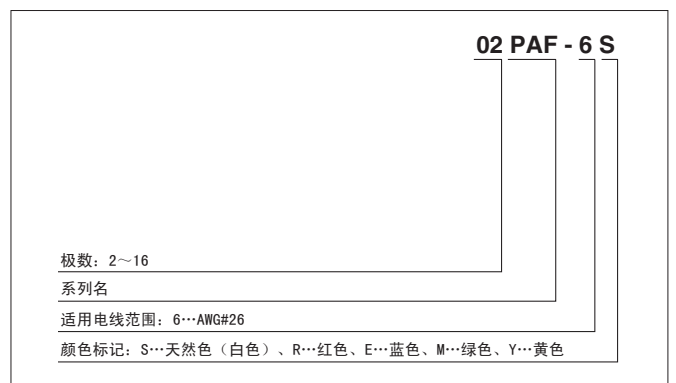 02 PAF - 6 S
极数：2～16
系列名
适用电线范围：6…AWG#26
颜色标记：S…天然色（白色）、R…红色、E…蓝色、M…绿色、Y…黄色